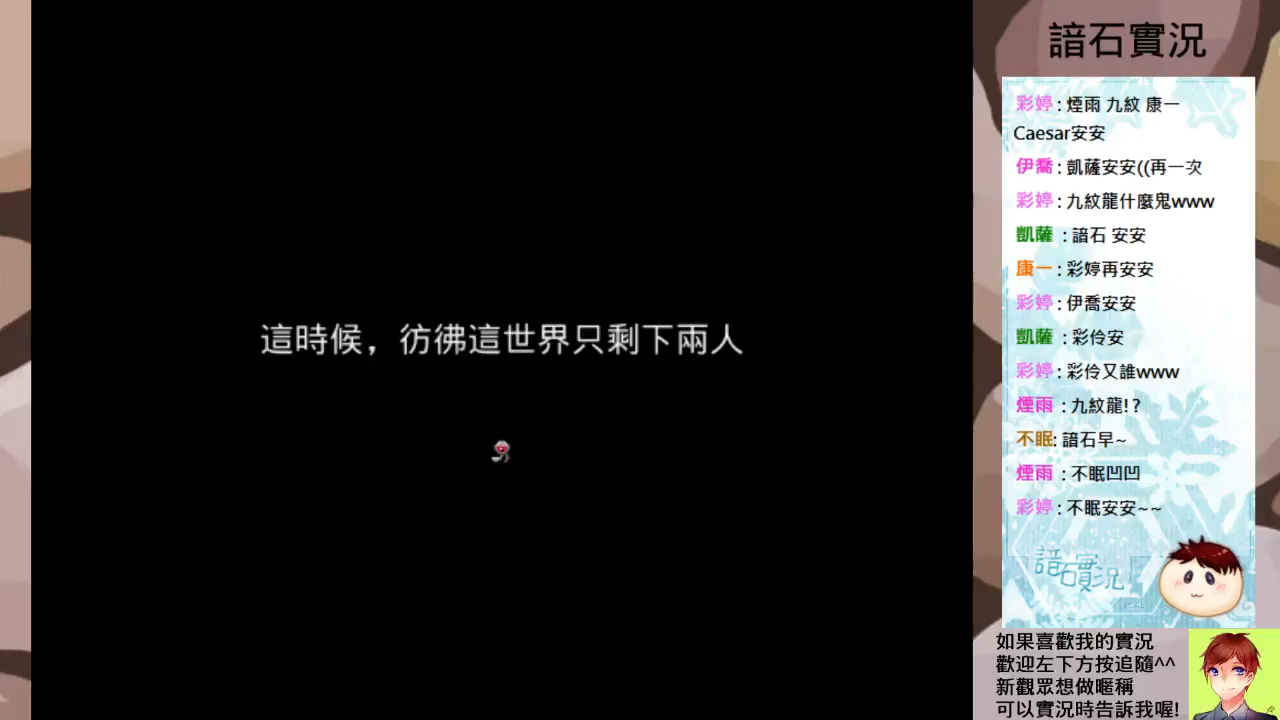 這時候，彷彿這世界只剩下兩人
諳石實況
彩婷 : 煙雨 九紋 康一
Caesar安安
伊喬 : 凱薩安安((再一次
彩婷 : 九紋龍什麼鬼www
凱薩 : 諳石 安安
康一 : 彩婷再安安
彩婷 : 伊喬安安
凱薩 : 彩伶安
彩婷 : 彩伶又誰www
煙雨 : 九紋龍!?
不眠: 諳石早~
煙雨 : 不眠凹凹
彩婷 : 不眠安安~~
諳石實況
如果喜歡我的實況
歡迎左下方按追隨^^
新觀眾想做暱稱
可以實況時告訴我喔!